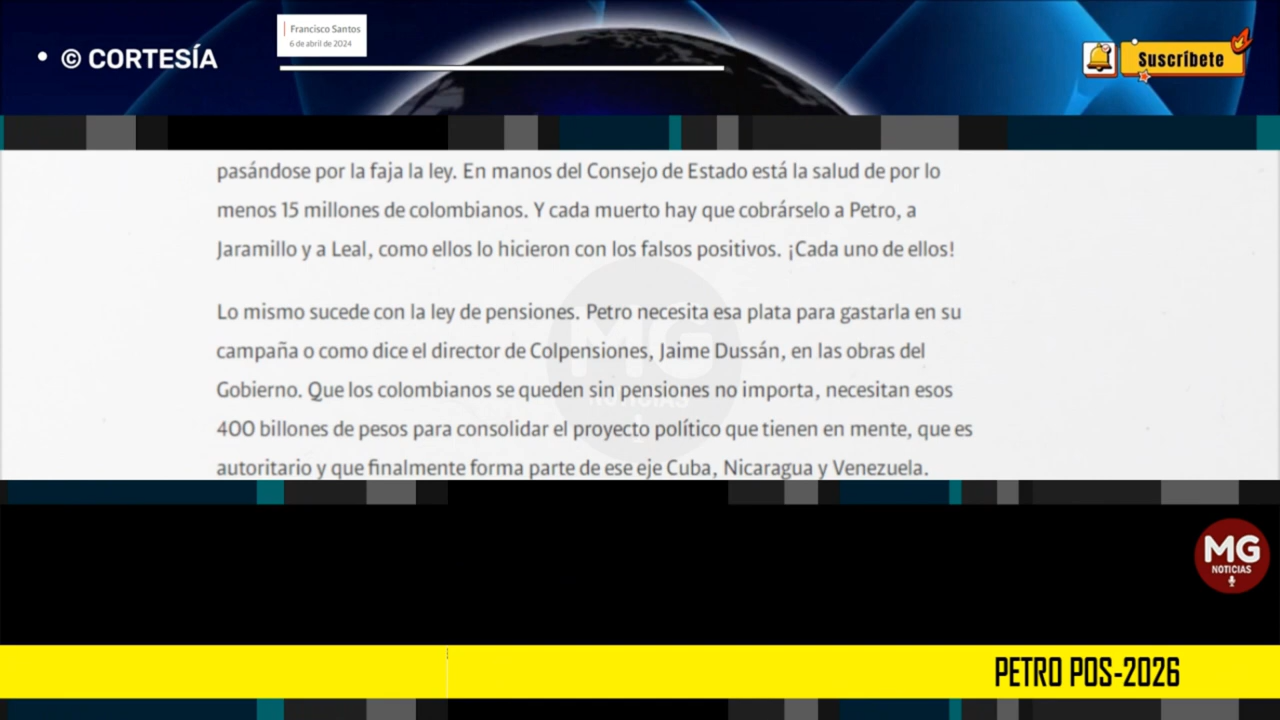 Francisco Santos
6 de abril de 2024
© CORTESÍA
Suscríbete
pasándose por la faja la ley. En manos del Consejo de Estado está la salud de por lo
menos 15 millones de colombianos. Y cada muerto hay que cobrárselo a Petro, a
Jaramillo y a Leal, como ellos lo hicieron con los falsos positivos. ¡Cada uno de ellos!
Lo mismo sucede con la ley de pensiones. Petro necesita esa plata para gastarla en su
campaña o como dice el director de Colpensiones, Jaime Dussán, en las obras del
Gobierno. Que los colombianos se queden sin pensiones no importa, necesitan esos
400 billones de pesos para consolidar el proyecto político que tienen en mente, que es
autoritario y que finalmente forma parte de ese eje Cuba, Nicaragua y Venezuela.
MG
NOTICIAS
MG
NOTICIAS
PETRO POS-2026